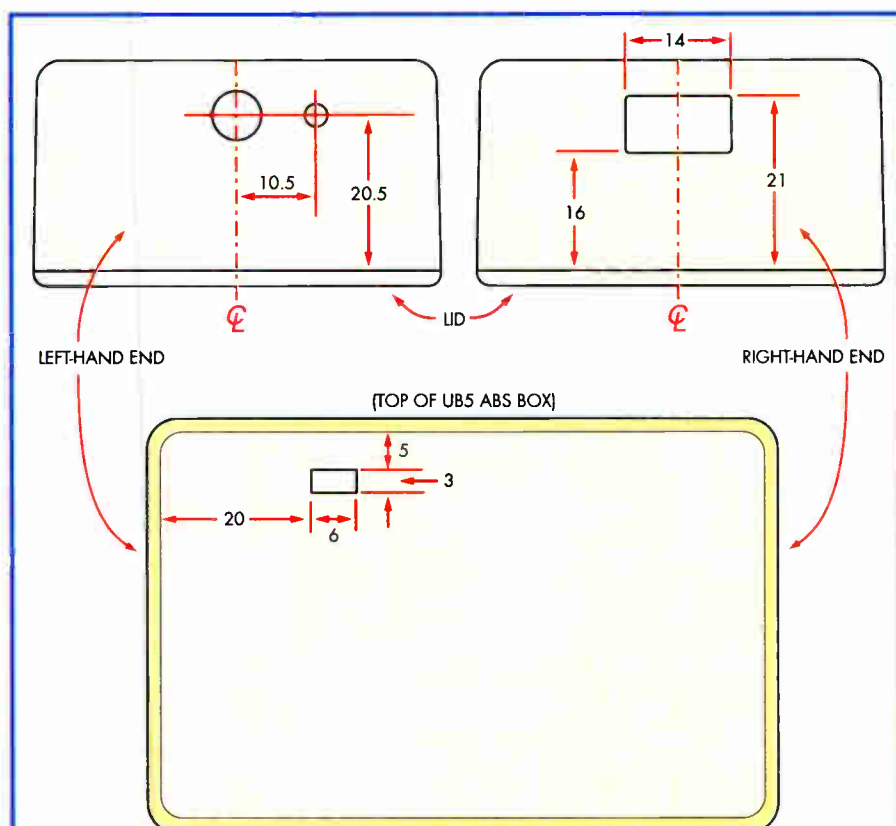 14
10.5
20.5
16
21
℄
℄
LID
LEFT-HAND END
RIGHT-HAND END
(TOP OF UB5 ABS BOX)
5
3
20
6